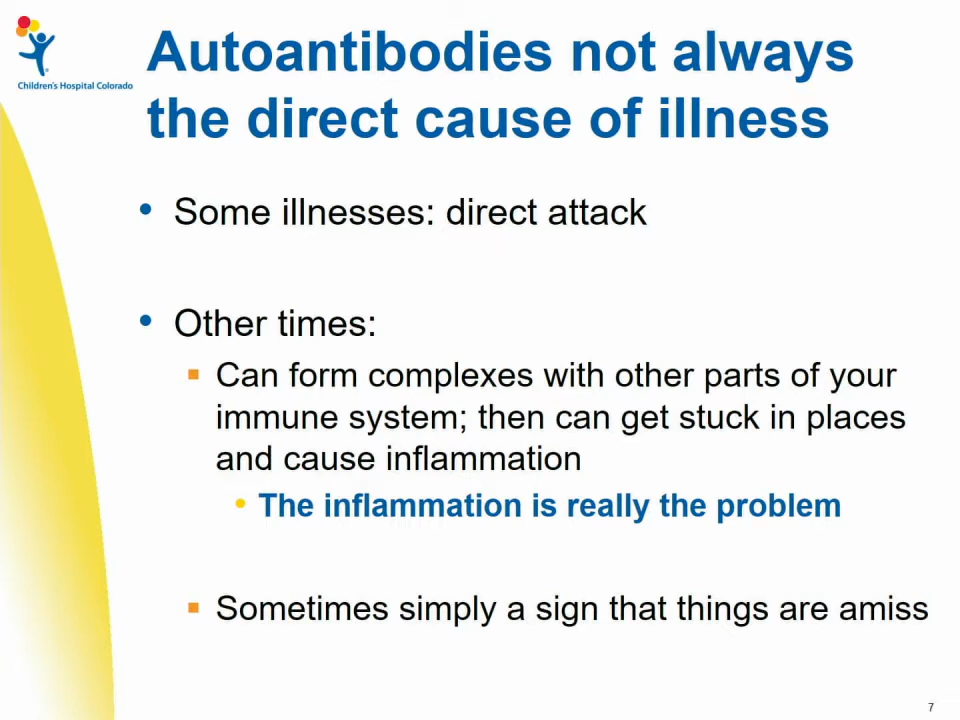 Children's Hospital Colorado
Autoantibodies not always
the direct cause of illness
• Some illnesses: direct attack
• Other times:
▪ Can form complexes with other parts of your
immune system; then can get stuck in places
and cause inflammation
• The inflammation is really the problem
▪ Sometimes simply a sign that things are amiss
7